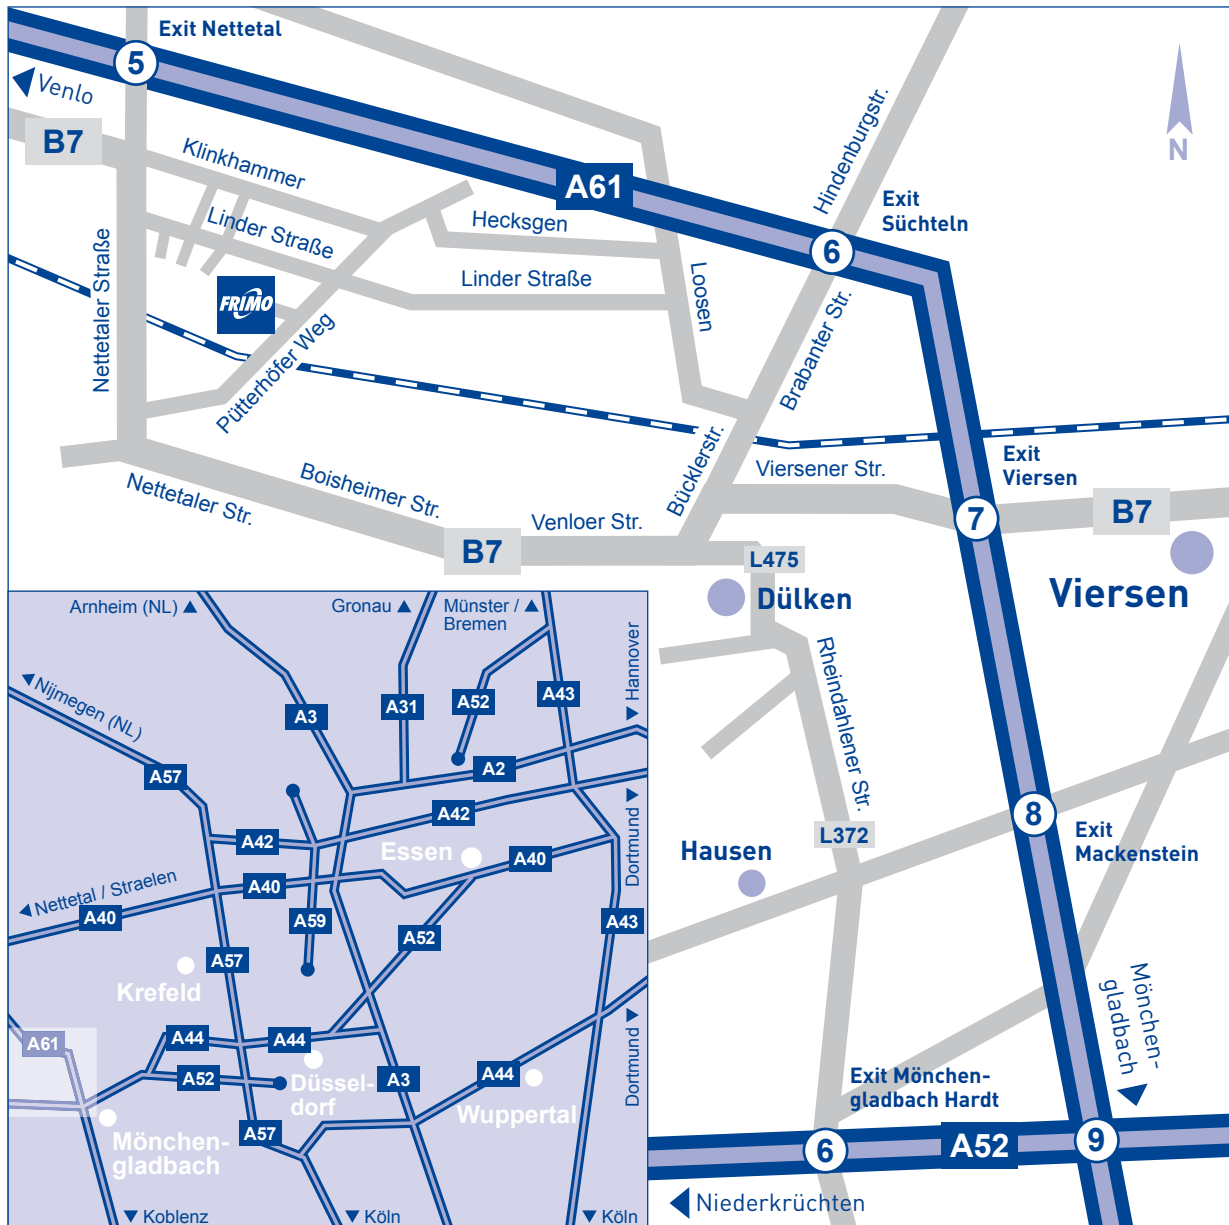 Exit Nettetal
5
Venlo
B7
Klinkhammer
Hindenburgstr.
N
A61
Exit
Süchteln
Linder Straße
Hecksgen
6
Nettetaler Straße
Linder Straße
Loosen
FRIMO
Brabanter Str.
Pütterhöfer Weg
Bücklerstr.
Exit
Viersen
Viersener Str.
Boisheimer Str.
Nettetaler Str.
Venloer Str.
7
B7
B7
L475
Dülken
Viersen
Rheindahlener Str.
L372
8
Exit
Mackenstein
Hausen
Mönchen-
gladbach
Exit Mönchen-
gladbach Hardt
6
A52
9
Niederkrüchten
Arnheim (NL)
Gronau
Münster /
Bremen
Hannover
Nijmegen (NL)
A3
A31
A52
A43
A57
A2
A42
A42
Dortmund
Essen
A40
A40
Nettetal / Straelen
A40
A59
A52
A43
A57
Krefeld
A61
A44
A44
Dortmund
A52
Düssel-
dorf
A3
A44
Wuppertal
A57
Mönchen-
gladbach
Koblenz
Köln
Köln